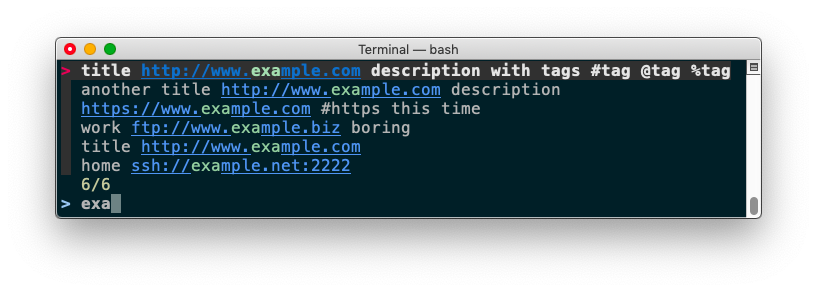 Terminal — bash
> title http://www.example.com description with tags #tag @tag %tag
another title http://www.example.com description
https://www.example.com #https this time
work ftp://www.example.biz boring
title http://www.example.com
home ssh://example.net:2222
6/6
> exa